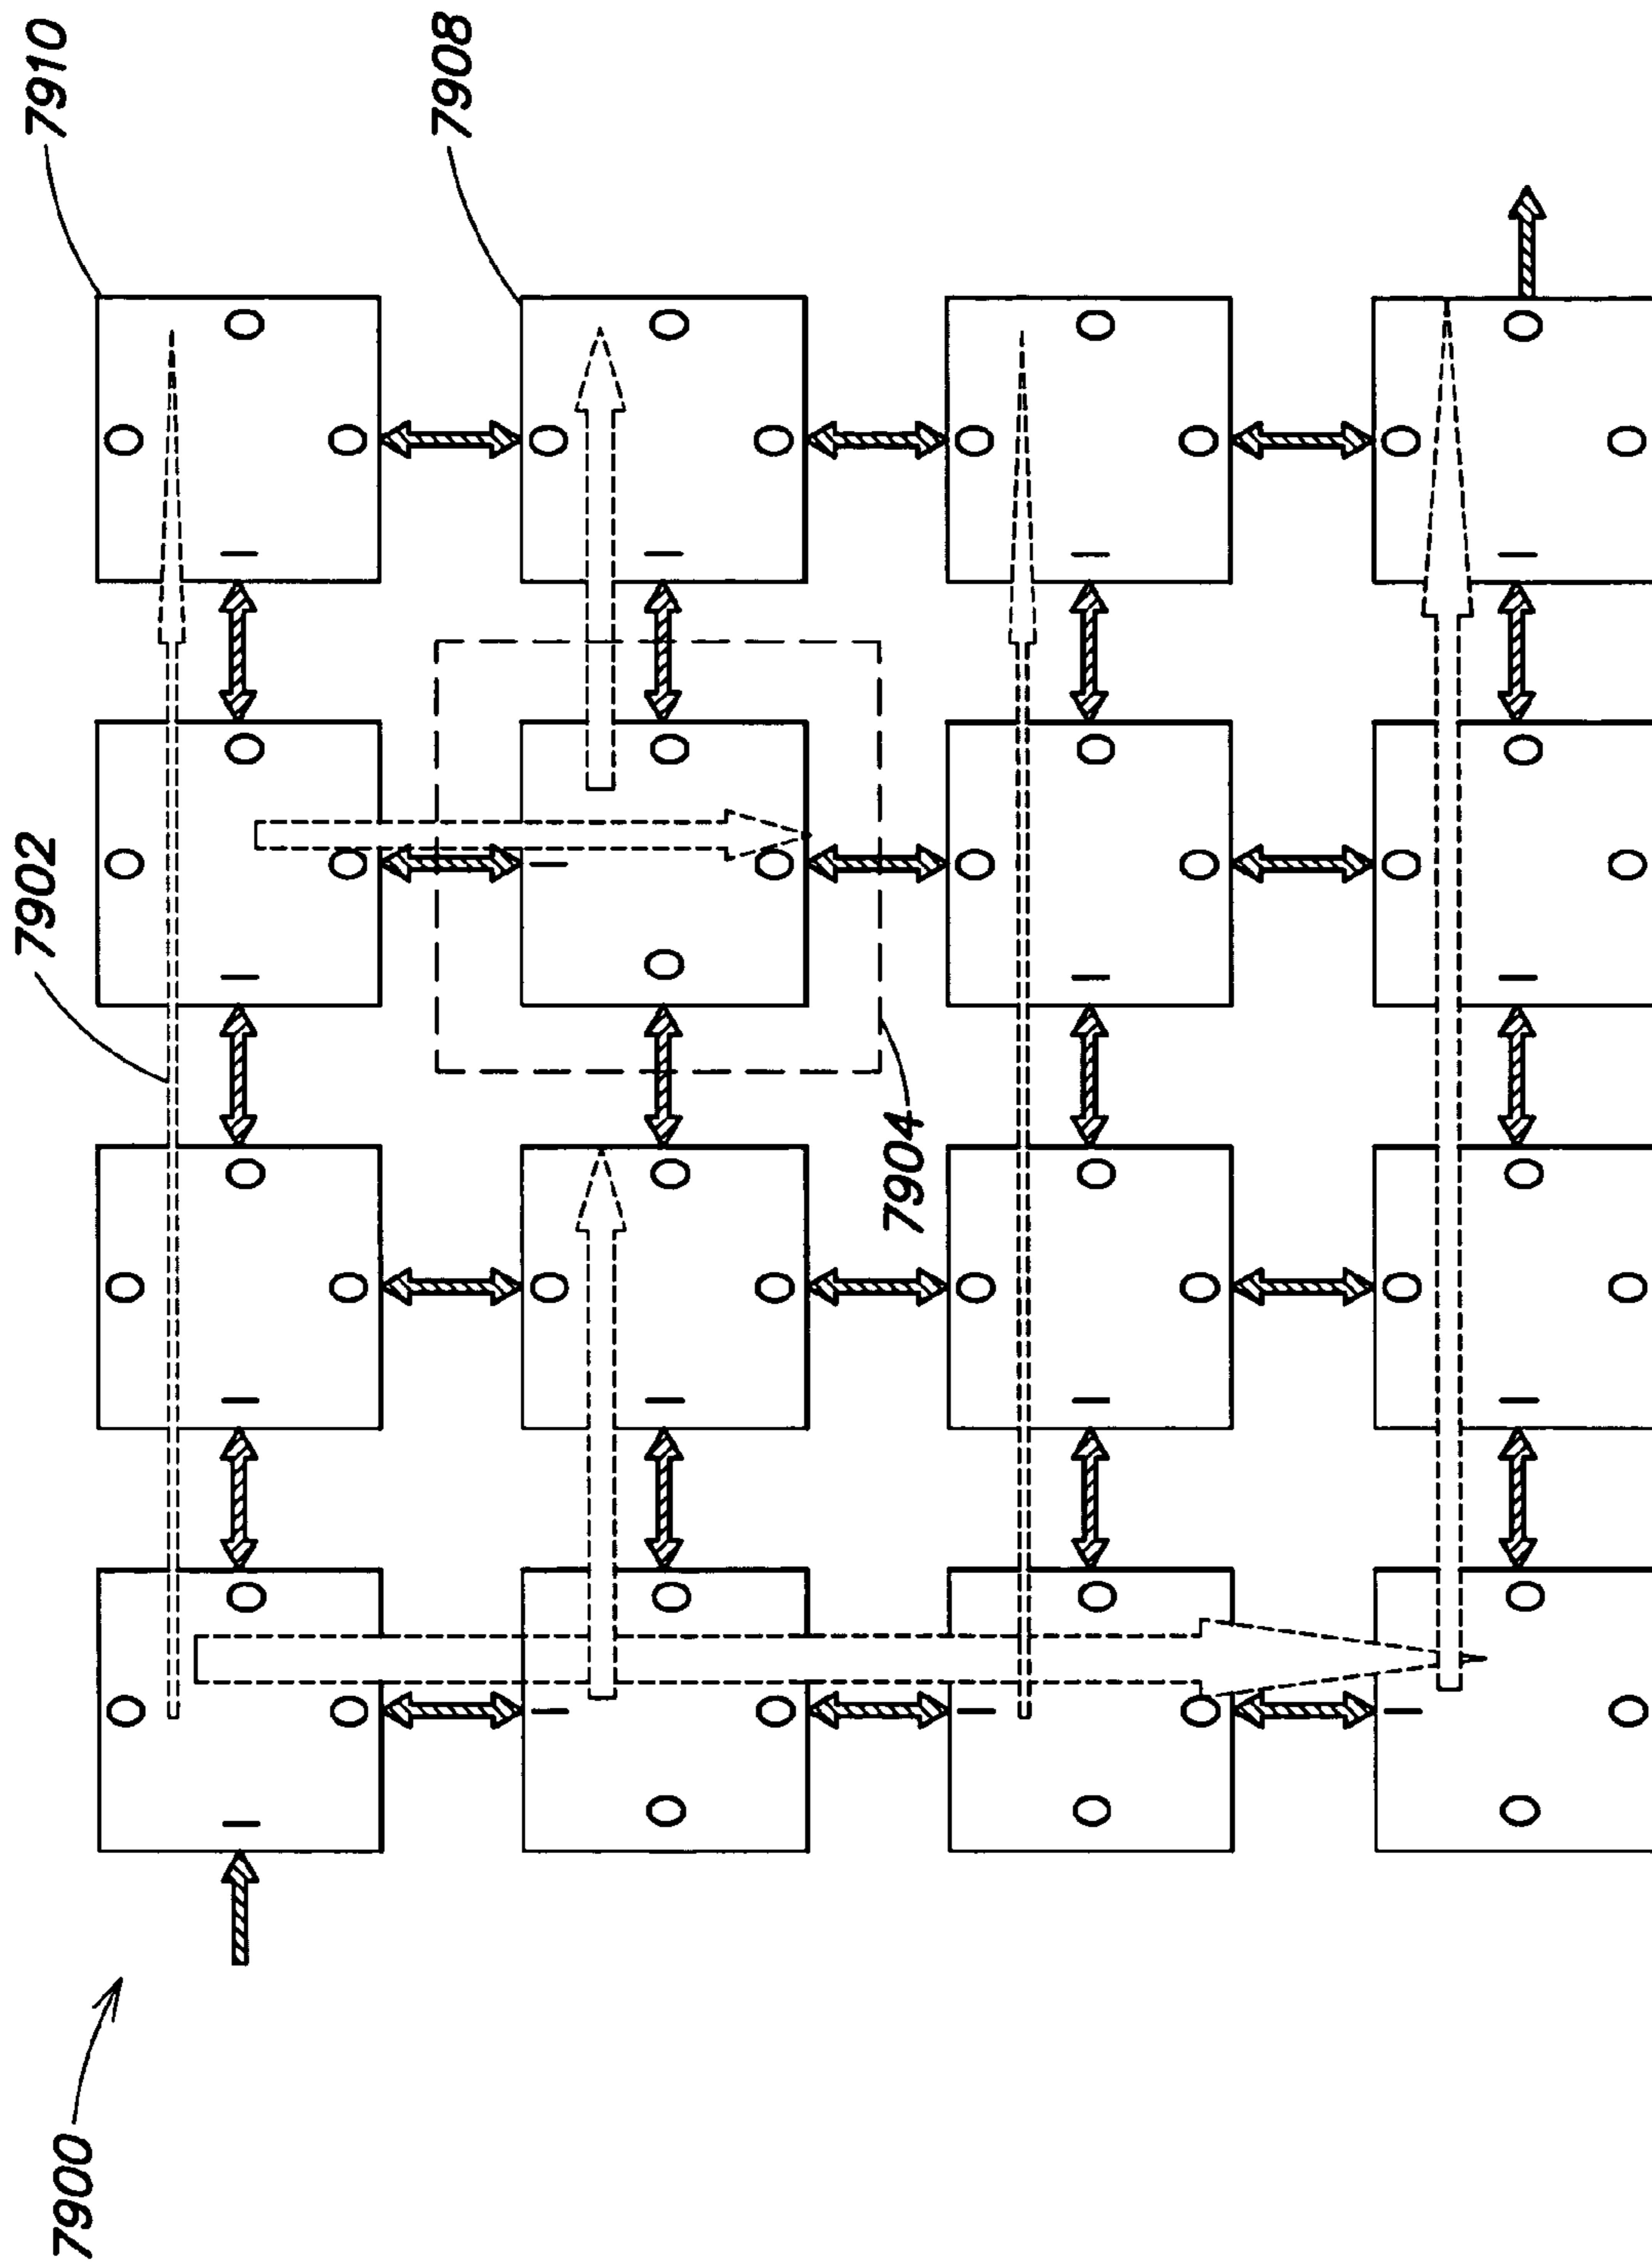 7900
7902
7910
O O O O
I O I O I O I O
O O O O
7908
I O I O
O O I O O O I O
O O O O
7904
I O O O
O O I O I O I O
O O O O
I O O O
O O I O I O I O
O O O O